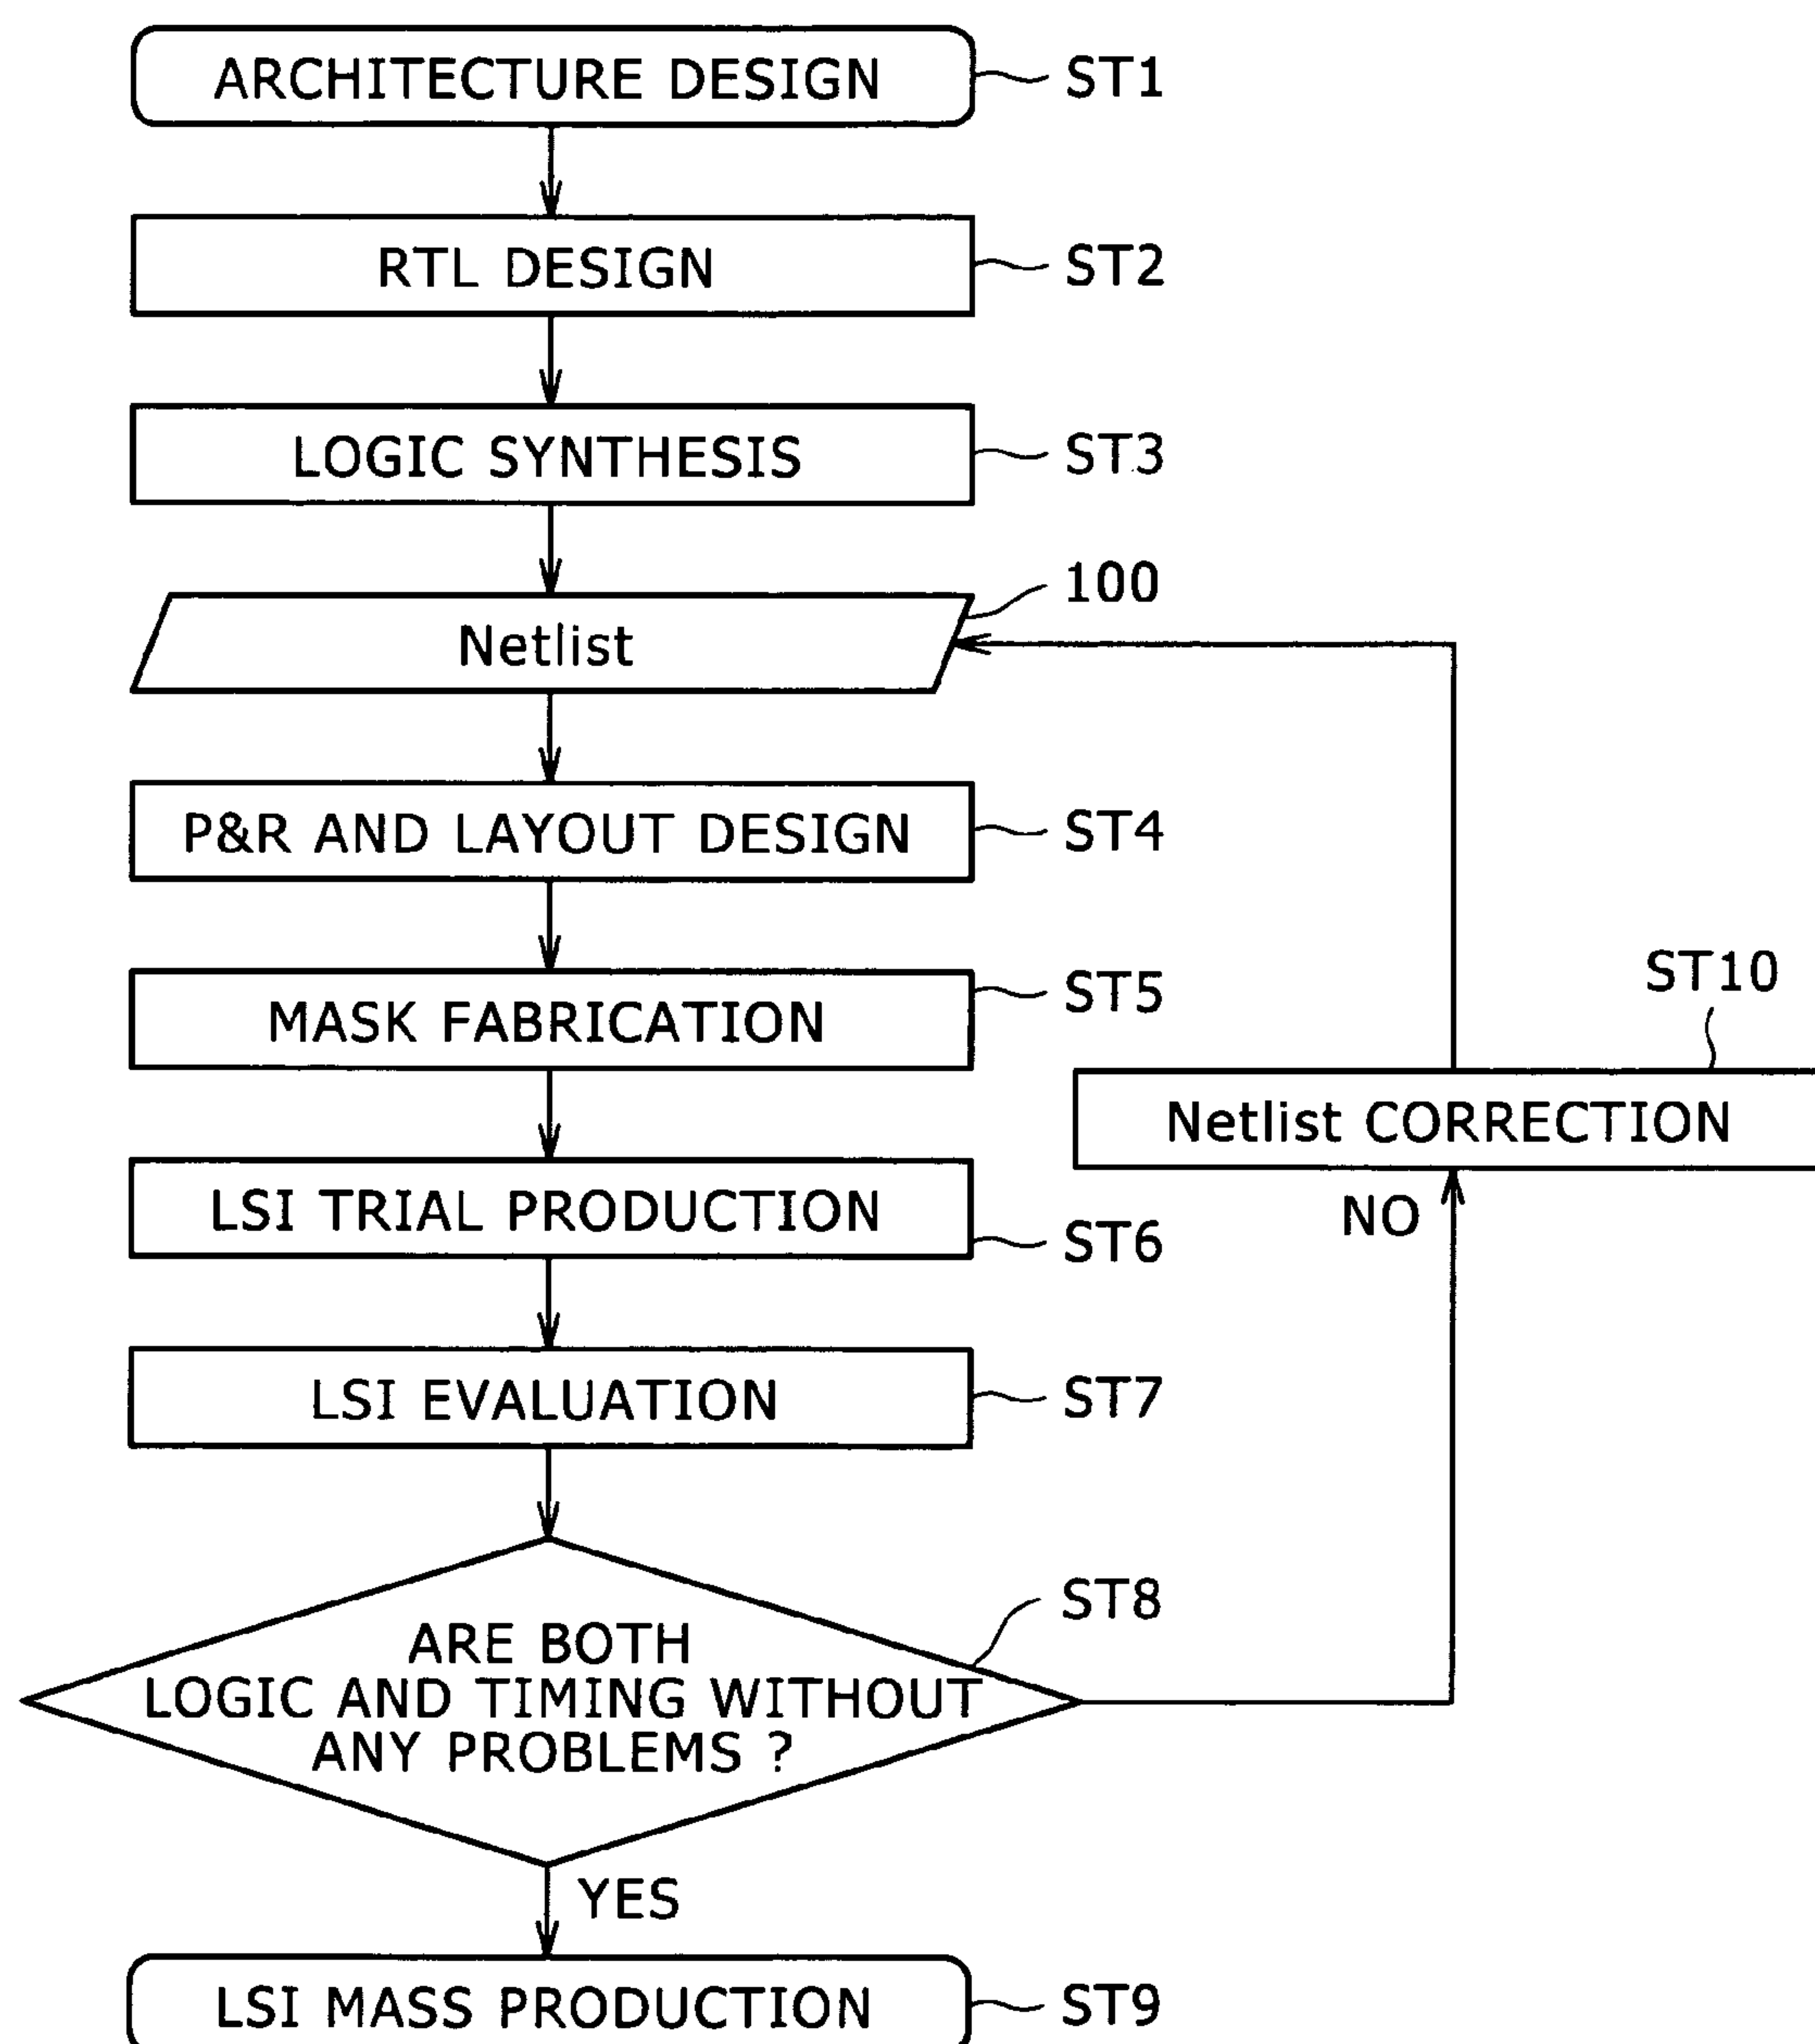 ARCHITECTURE DESIGN
ST1
RTL DESIGN
ST2
LOGIC SYNTHESIS
ST3
100
Netlist
P&R AND LAYOUT DESIGN
ST4
MASK FABRICATION
ST5
ST10
Netlist CORRECTION
LSI TRIAL PRODUCTION
ST6
NO
LSI EVALUATION
ST7
ST8
ARE BOTH
LOGIC AND TIMING WITHOUT
ANY PROBLEMS ?
YES
LSI MASS PRODUCTION
ST9